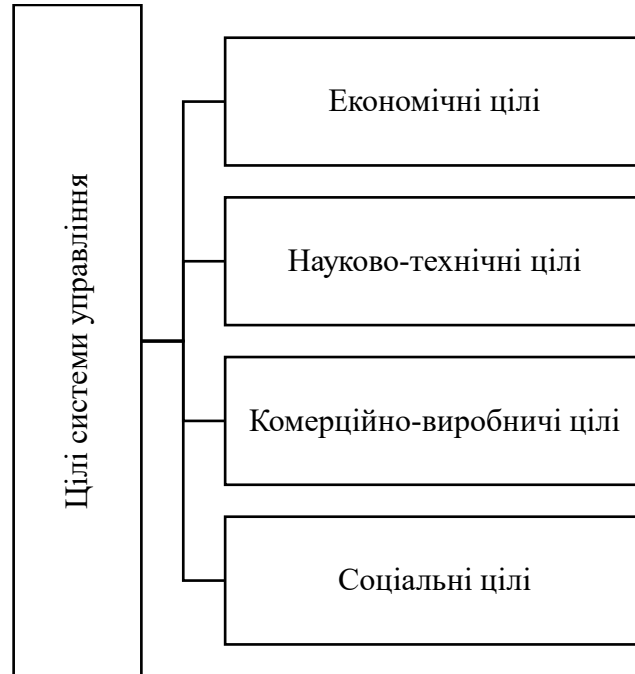 Цілі системи управління
Економічні цілі
Науково-технічні цілі
Комерційно-виробничі цілі
Соціальні цілі